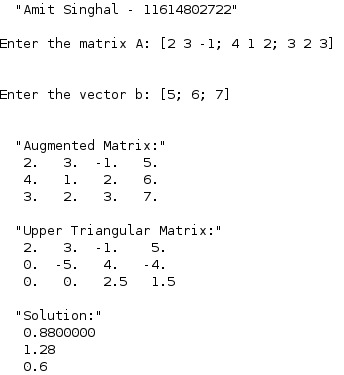 "Amit Singhal - 11614802722"
Enter the matrix A: [2 3 -1; 4 1 2; 3 2 3]
Enter the vector b: [5; 6; 7]
"Augmented Matrix:"
2. 3. -1. 5.
4. 1. 2. 6.
3. 2. 3. 7.
"Upper Triangular Matrix:"
2. 3. -1. 5.
0. -5. 4. -4.
0. 0. 2.5 1.5
"Solution:"
0.8800000
1.28
0.6